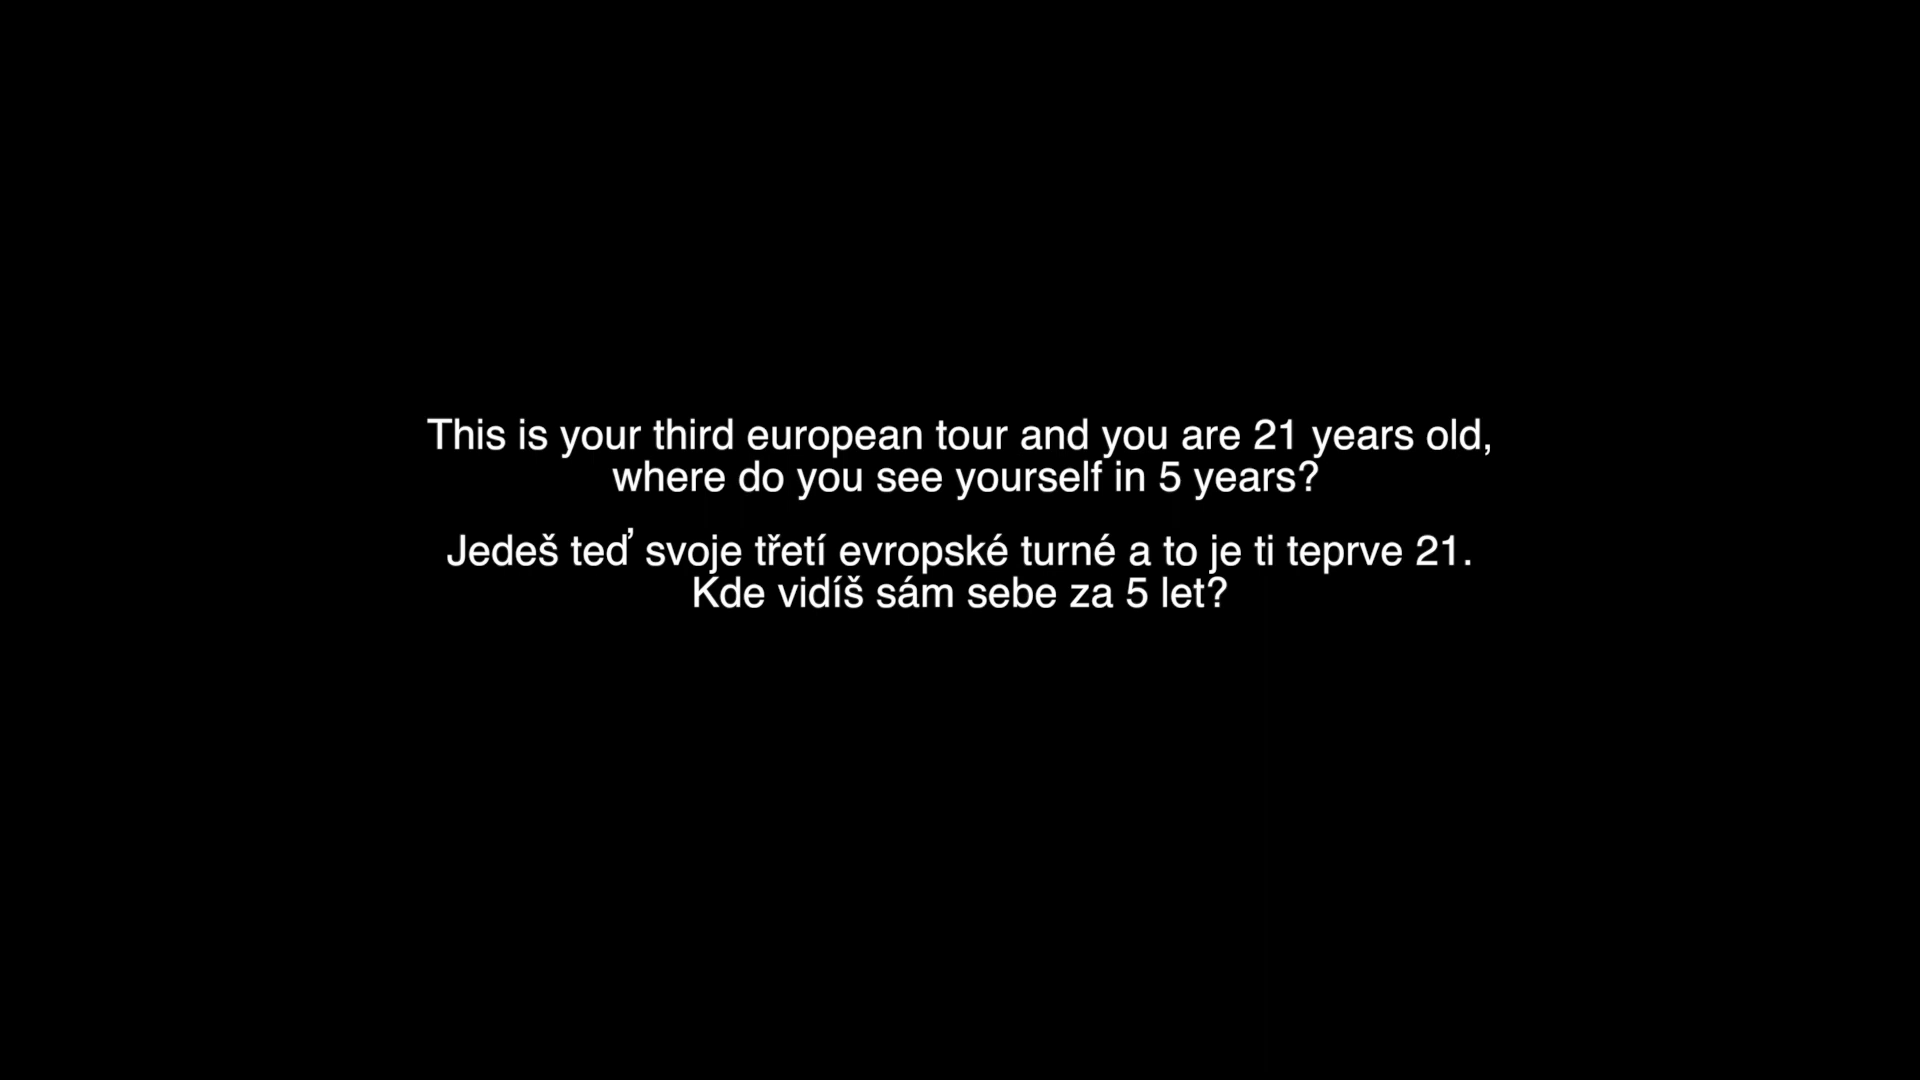 This is your third european tour and you are 21 years old,
where do you see yourself in 5 years?
Jedeš teď svoje třetí evropské turné a to je ti teprve 21.
Kde vidíš sám sebe za 5 let?